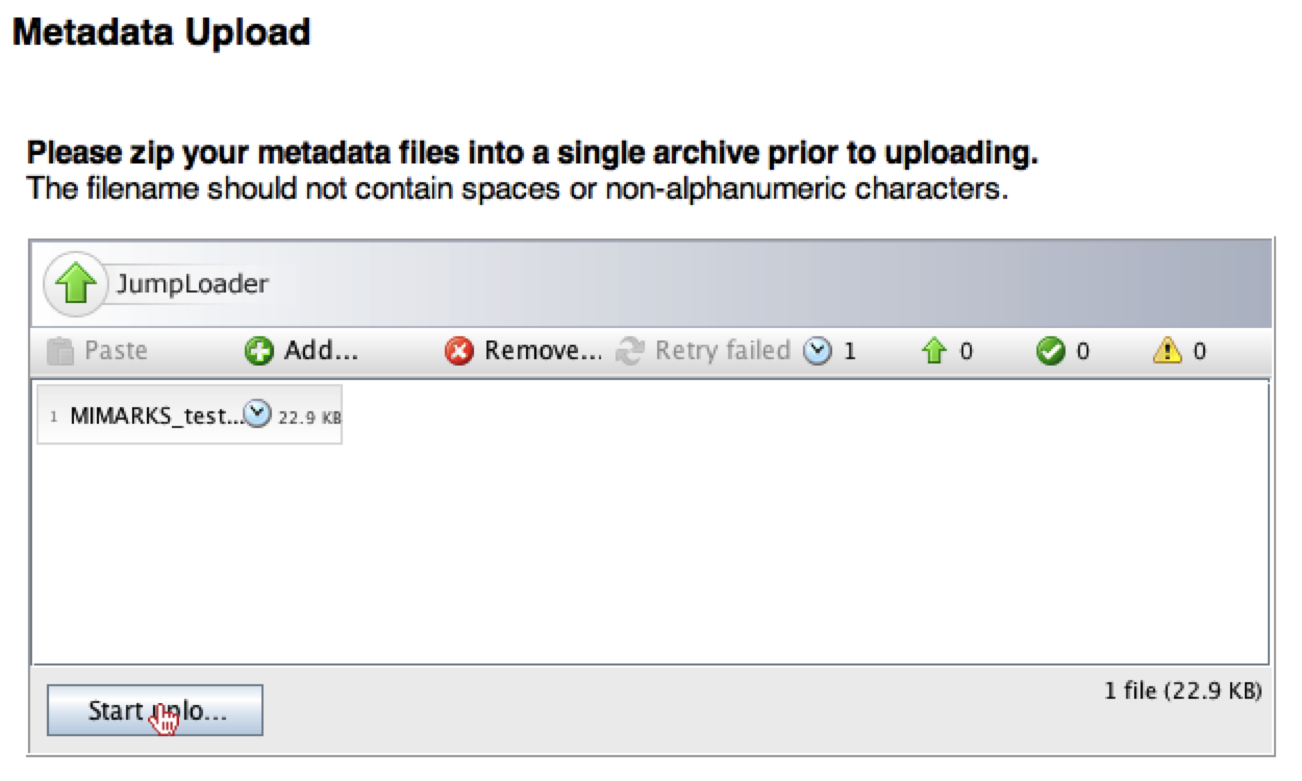 Metadata Upload
Please zip your metadata files into a single archive prior to uploading.
The filename should not contain spaces or non-alphanumeric characters.
JumpLoader
Paste Add... Remove... Retry failed 1 0 0 0
1 MIMARKS_test... 22.9 KB
1 file (22.9 KB)
Start uplo...